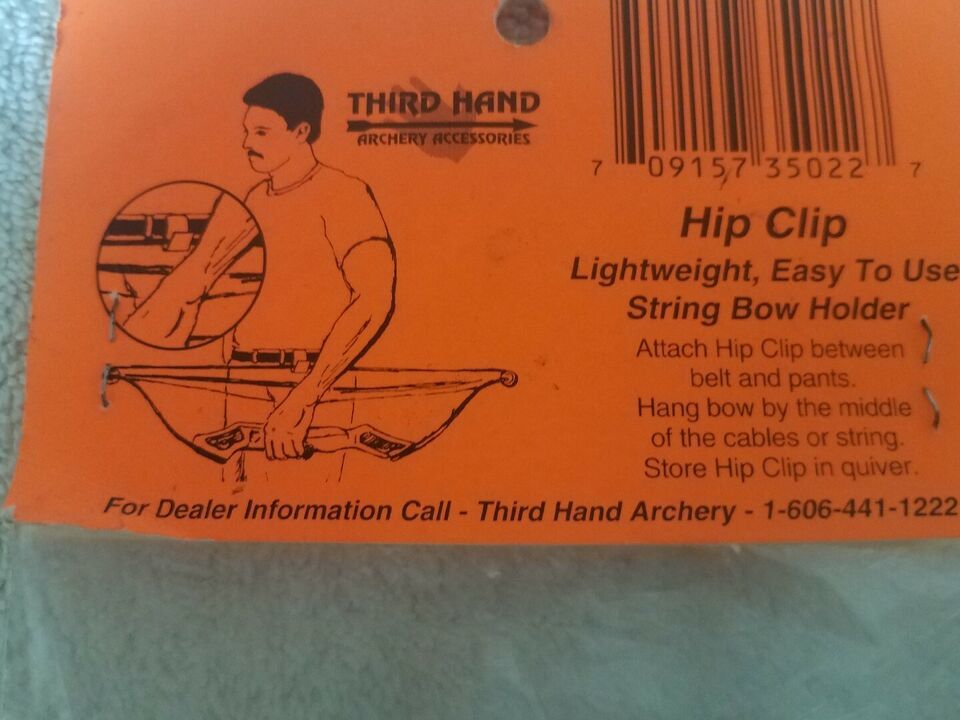 THIRD HAND
ARCHERY ACCESSORIES
7 09157 35022 7
Hip Clip
Lightweight, Easy To Use
String Bow Holder
Attach Hip Clip between
belt and pants.
Hang bow by the middle
of the cables or string.
Store Hip Clip in quiver.
For Dealer Information Call - Third Hand Archery - 1-606-441-1222